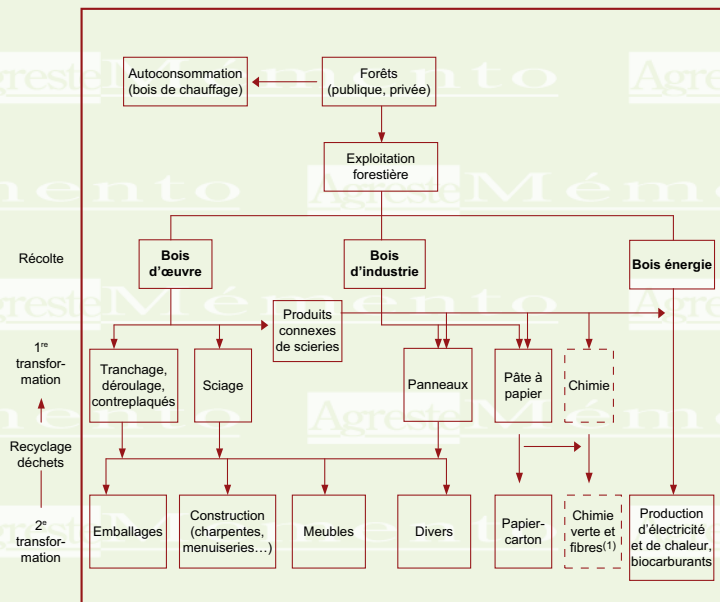 Autoconsommation
(bois de chauffage)
Forêts
(publique, privée)
Exploitation
forestière
Récolte
Bois
d'œuvre
Bois
d'industrie
Bois énergie
Produits
connexes
de scieries
1re
transfor-
mation
Tranchage,
déroulage,
contreplaqués
Sciage
Panneaux
Pâte à
papier
Chimie
Recyclage
déchets
2e
transfor-
mation
Emballages
Construction
(charpentes,
menuiseries…)
Meubles
Divers
Papier-
carton
Chimie
verte et
fibres(1)
Production
d'électricité
et de chaleur,
biocarburants
Agreste Mémento